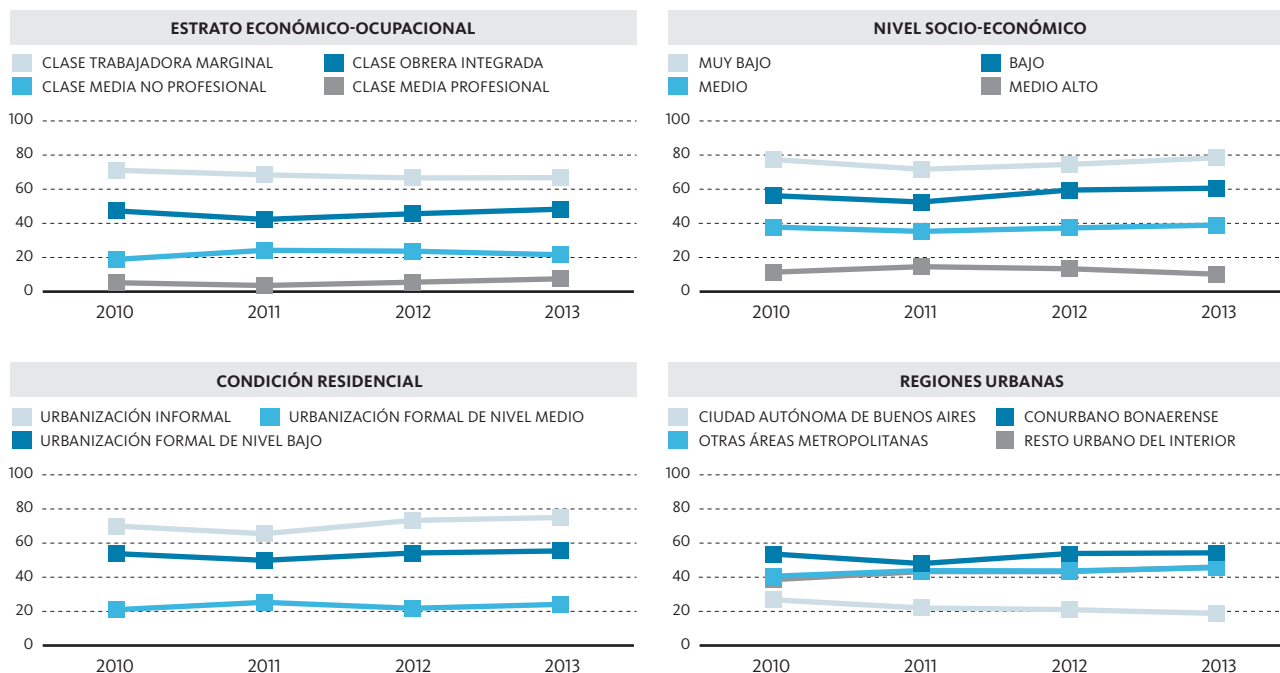 ESTRATO ECONÓMICO-OCUPACIONAL
CLASE TRABAJADORA MARGINAL
CLASE OBRERA INTEGRADA
CLASE MEDIA NO PROFESIONAL
CLASE MEDIA PROFESIONAL
100
80
60
40
20
0
2010 2011 2012 2013
NIVEL SOCIO-ECONÓMICO
MUY BAJO
BAJO
MEDIO
MEDIO ALTO
100
80
60
40
20
0
2010 2011 2012 2013
CONDICIÓN RESIDENCIAL
URBANIZACIÓN INFORMAL
URBANIZACIÓN FORMAL DE NIVEL MEDIO
URBANIZACIÓN FORMAL DE NIVEL BAJO
100
80
60
40
20
0
2010 2011 2012 2013
REGIONES URBANAS
CIUDAD AUTÓNOMA DE BUENOS AIRES
CONURBANO BONAERENSE
OTRAS ÁREAS METROPOLITANAS
RESTO URBANO DEL INTERIOR
100
80
60
40
20
0
2010 2011 2012 2013